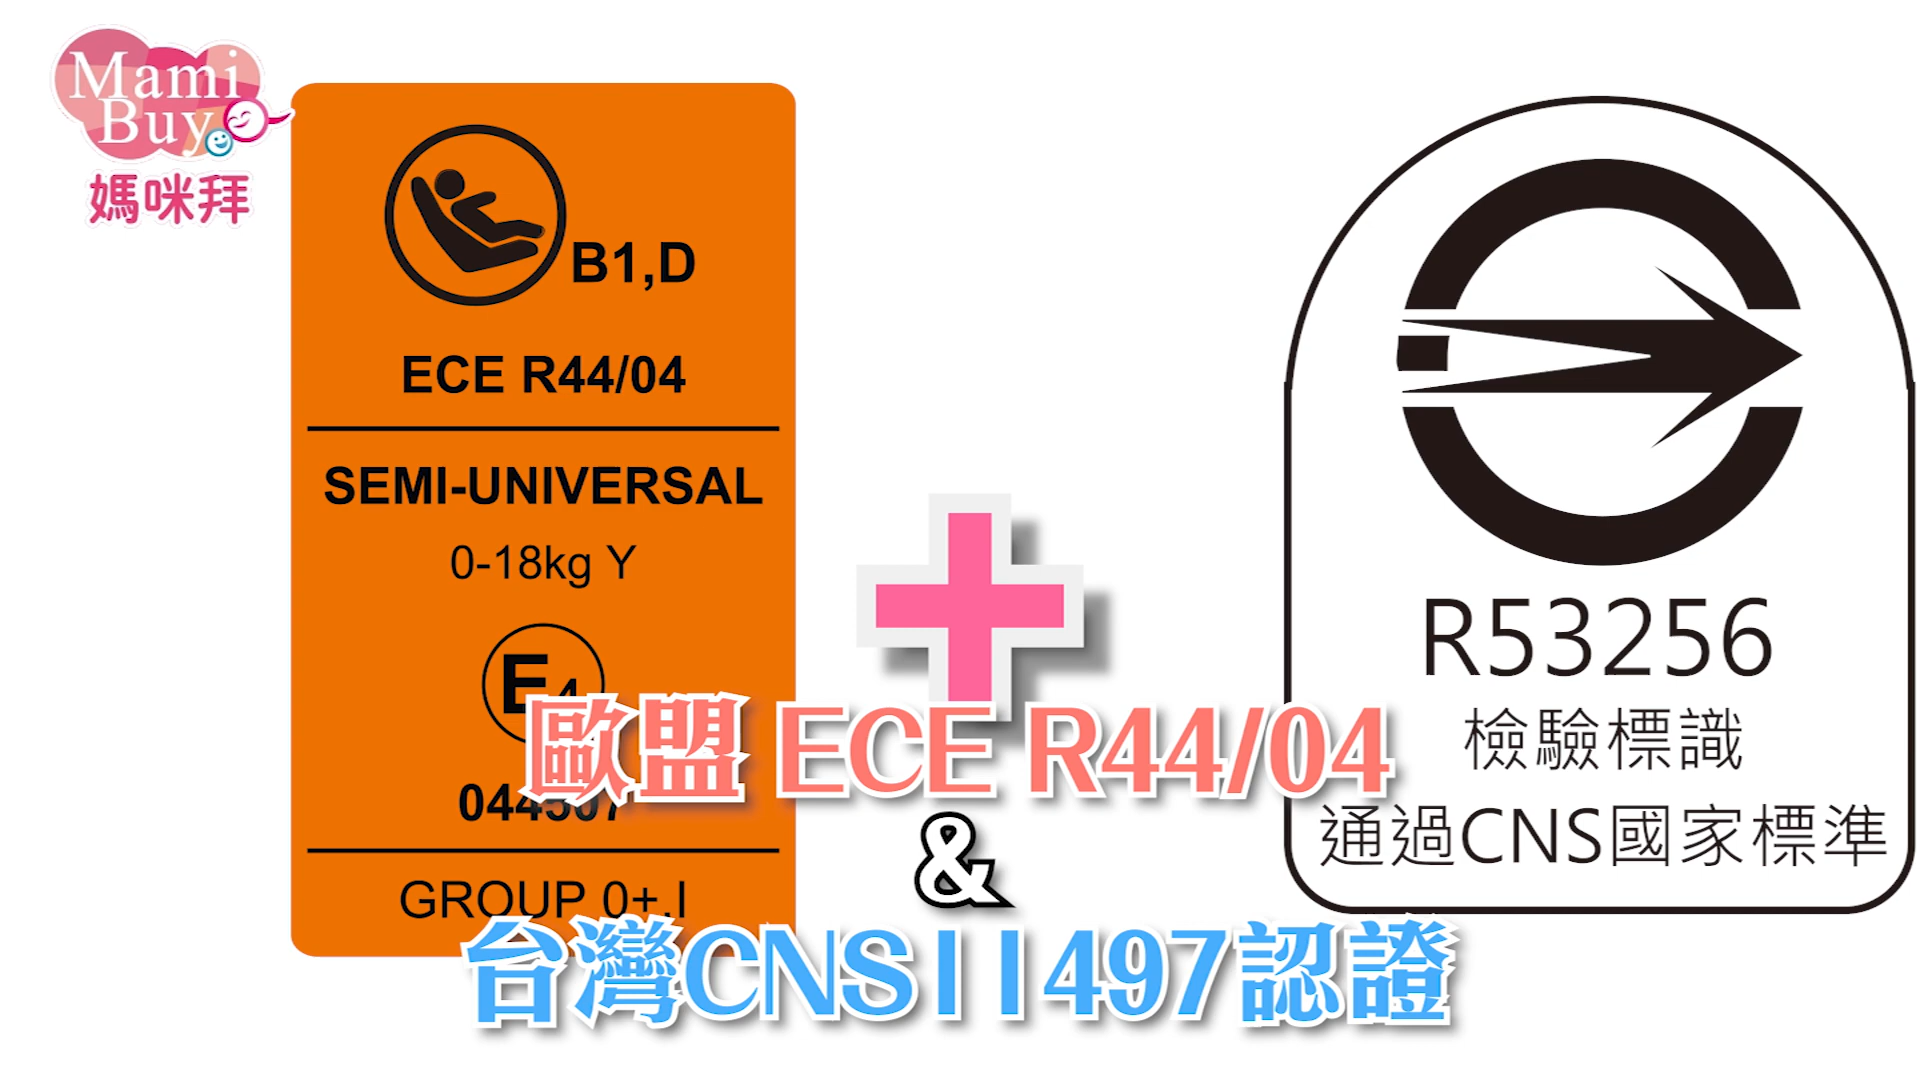 Mami
Buy
媽咪拜
B1,D
ECE R44/04
SEMI-UNIVERSAL
0-18kg Y
E4
GROUP 0+,I
R53256
檢驗標識
通過CNS國家標準
歐盟 ECE R44/04
&
台灣CNS11497認證